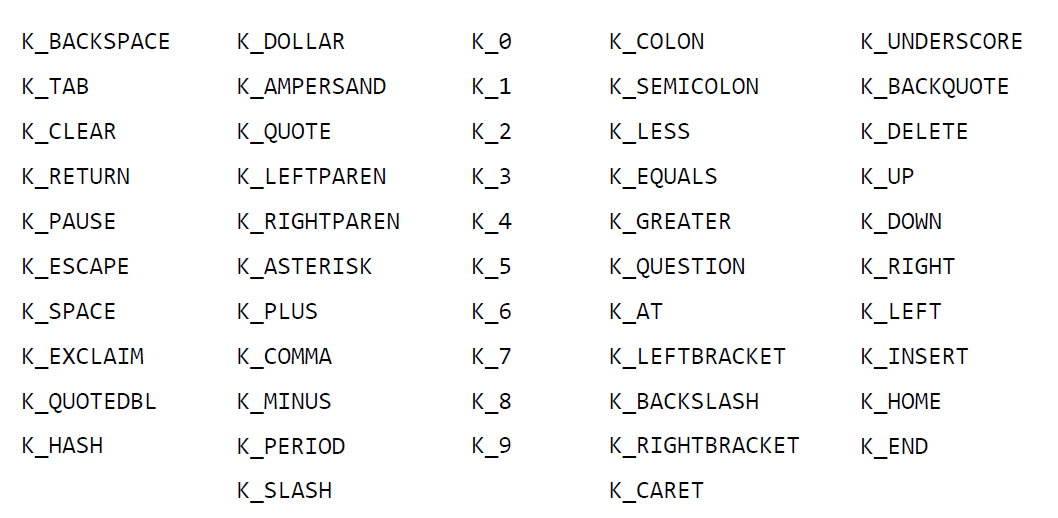 K_BACKSPACE K_DOLLAR K_0 K_COLON K_UNDERSCORE
K_TAB K_AMPERSAND K_1 K_SEMICOLON K_BACKQUOTE
K_CLEAR K_QUOTE K_2 K_LESS K_DELETE
K_RETURN K_LEFTPAREN K_3 K_EQUALS K_UP
K_PAUSE K_RIGHTPAREN K_4 K_GREATER K_DOWN
K_ESCAPE K_ASTERISK K_5 K_QUESTION K_RIGHT
K_SPACE K_PLUS K_6 K_AT K_LEFT
K_EXCLAIM K_COMMA K_7 K_LEFTBRACKET K_INSERT
K_QUOTEDBL K_MINUS K_8 K_BACKSLASH K_HOME
K_HASH K_PERIOD K_9 K_RIGHTBRACKET K_END
K_SLASH K_CARET